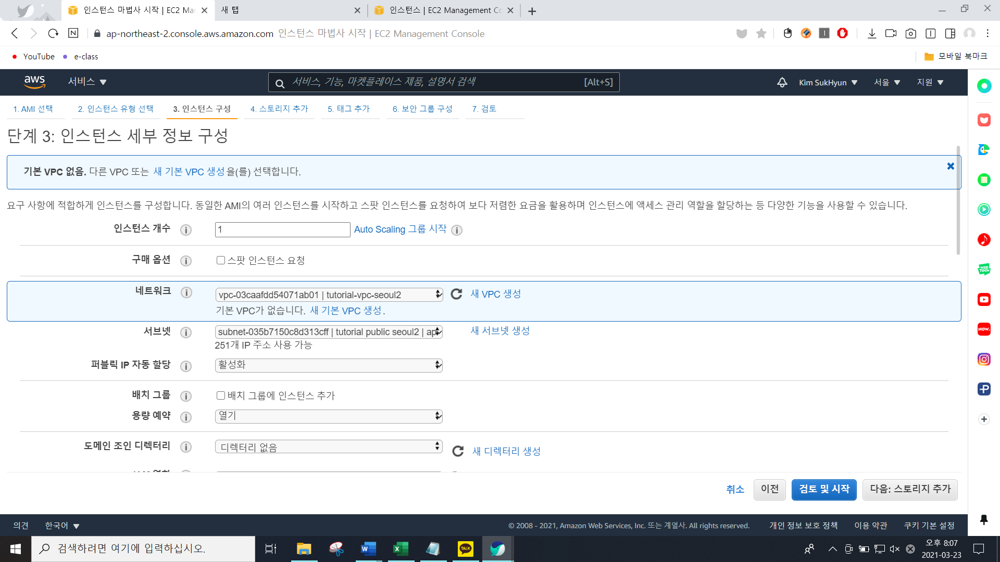 인스턴스 마법사 시작 | EC2 Ma
새 탭
인스턴스 | EC2 Management Co
N
ap-northeast-2.console.aws.amazon.com 인스턴스 마법사 시작 | EC2 Management Console
YouTube
e-class
모바일 북마크
aws
서비스
서비스, 기능, 마켓플레이스 제품, 설명서 검색 [Alt+S]
Kim SukHyun
서울
지원
1. AMI 선택
2. 인스턴스 유형 선택
3. 인스턴스 구성
4. 스토리지 추가
5. 태그 추가
6. 보안 그룹 구성
7. 검토
단계 3: 인스턴스 세부 정보 구성
기본 VPC 없음. 다른 VPC 또는 새 기본 VPC 생성을(를) 선택합니다.
요구 사항에 적합하게 인스턴스를 구성합니다. 동일한 AMI의 여러 인스턴스를 시작하고 스팟 인스턴스를 요청하여 보다 저렴한 요금을 활용하며 인스턴스에 액세스 관리 역할을 할당하는 등 다양한 기능을 사용할 수 있습니다.
인스턴스 개수 1 Auto Scaling 그룹 시작
구매 옵션 스팟 인스턴스 요청
네트워크 vpc-03caafdd54071ab01 | tutorial-vpc-seoul2 새 VPC 생성
기본 VPC가 없습니다. 새 기본 VPC 생성.
서브넷 subnet-035b7150c8d313cff | tutorial public seoul2 | ap 새 서브넷 생성
251개 IP 주소 사용 가능
퍼블릭 IP 자동 할당 활성화
배치 그룹 배치 그룹에 인스턴스 추가
용량 예약 열기
도메인 조인 디렉터리 디렉터리 없음 새 디렉터리 생성
취소
이전
검토 및 시작
다음: 스토리지 추가
WEB
TOON
NOW.
의견
한국어
© 2008 - 2021, Amazon Web Services, Inc. 또는 계열사. All rights reserved.
개인 정보 보호 정책
이용 약관
쿠키 기본 설정
검색하려면 여기에 입력하십시오.
TALK
오후 8:07
2021-03-23